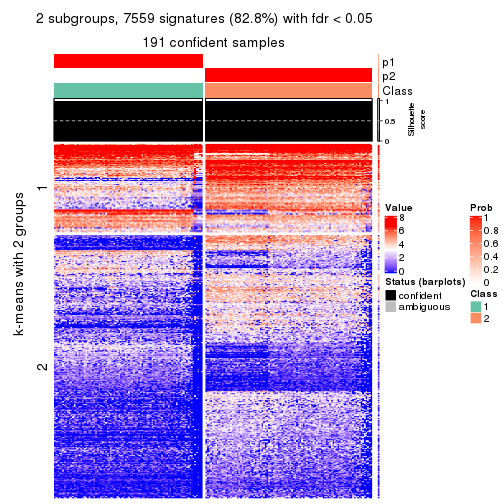 2 subgroups, 7559 signatures (82.8%) with fdr < 0.05
191 confident samples
p1
p2
Class
1
0.5
0
Silhouette
score
k-means with 2 groups
1
2
Value
8
6
4
2
0
Prob
1
0.8
0.6
0.4
0.2
0
Status (barplots)
confident
ambiguous
Class
1
2